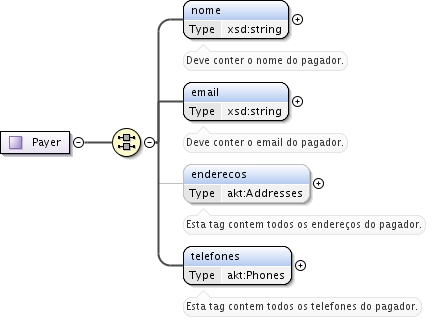 nome
Type xsd:string
Deve conter o nome do pagador.
email
Type xsd:string
Deve conter o email do pagador.
Payer
enderecos
Type akt:Addresses
Esta tag contem todos os endereços do pagador.
telefones
Type akt:Phones
Esta tag contem todos os telefones do pagador.